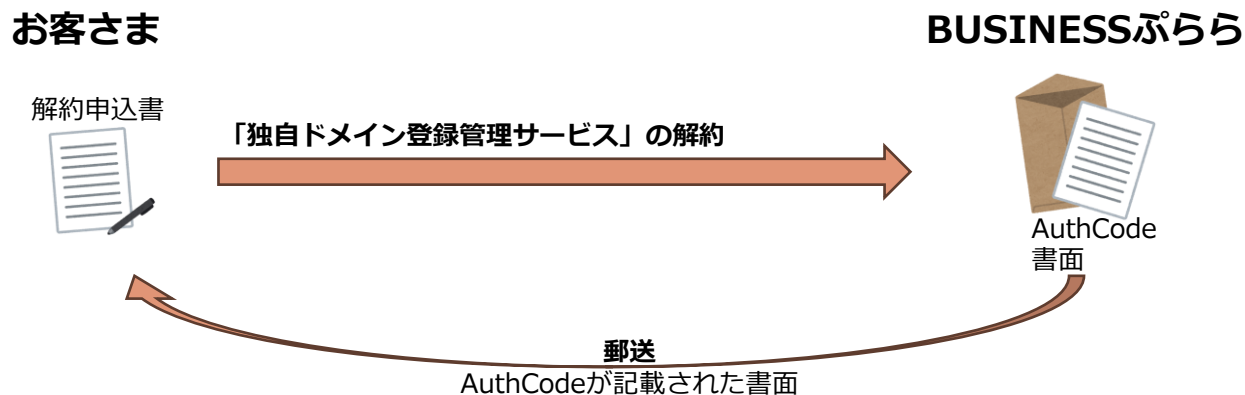 お客さま
BUSINESSぷらら
解約申込書
「独自ドメイン登録管理サービス」の解約
AuthCode
書面
郵送
AuthCodeが記載された書面